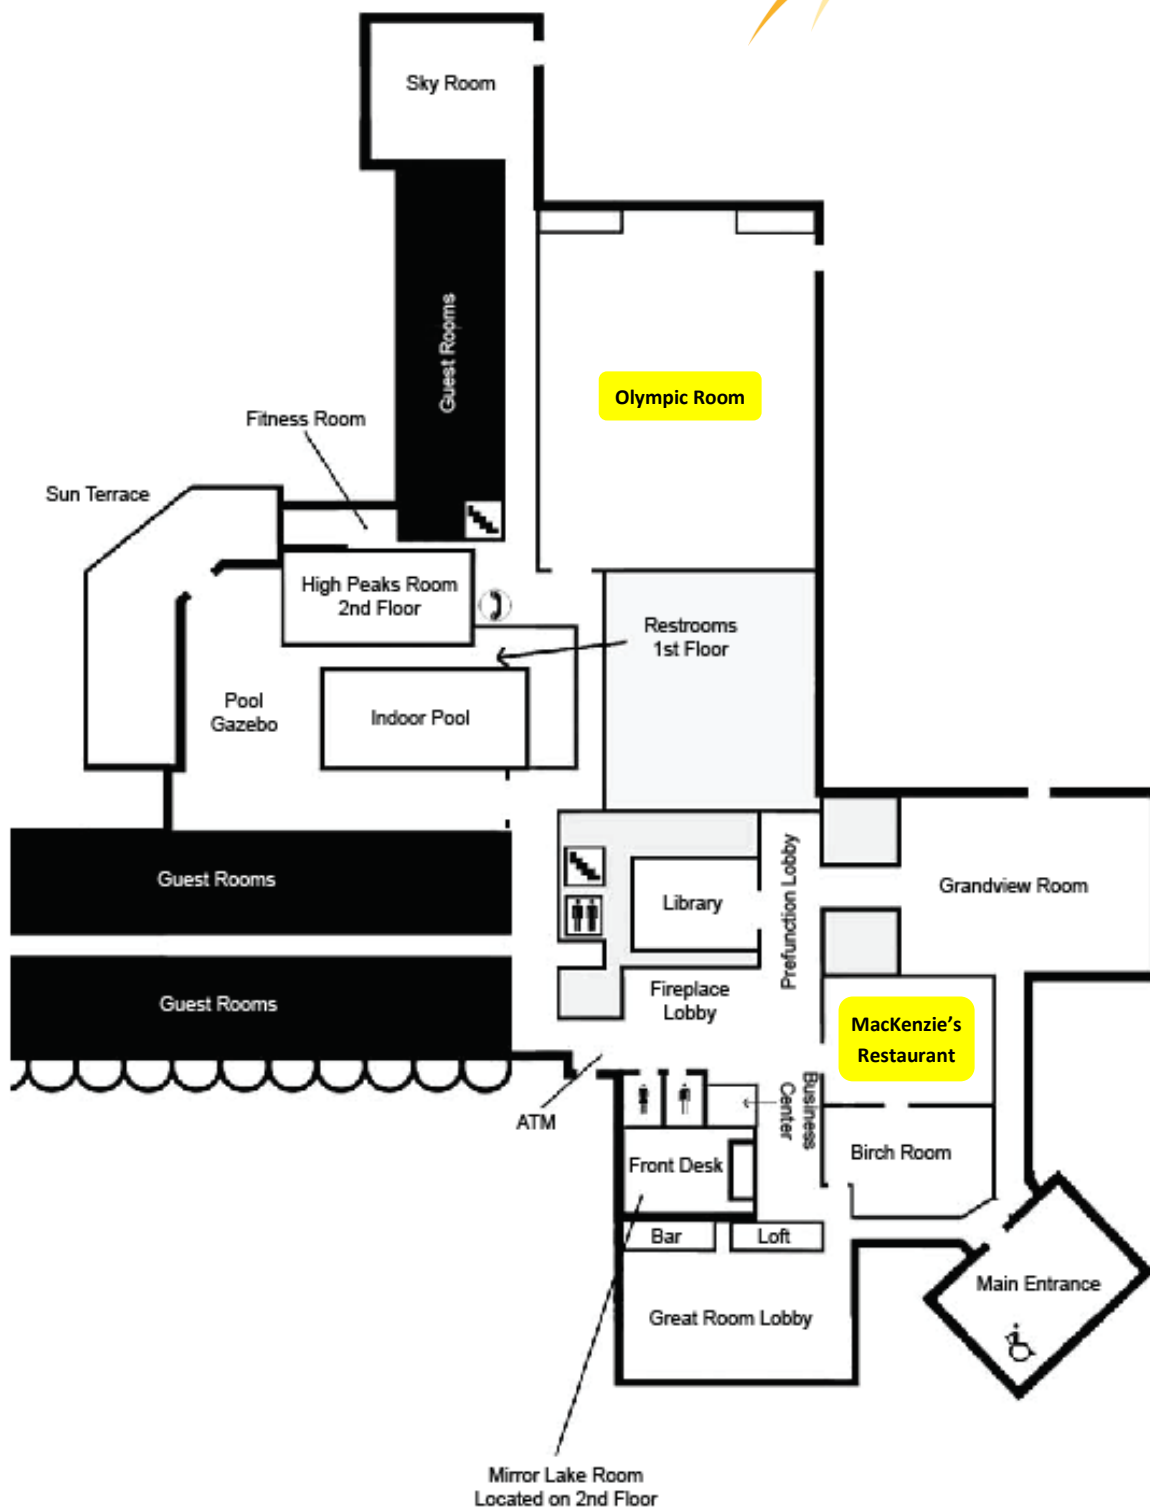 Sky Room
Guest Rooms
Olympic Room
Fitness Room
Sun Terrace
High Peaks Room
2nd Floor
Restrooms
1st Floor
Pool
Gazebo
Indoor Pool
Guest Rooms
Library
Prefunction Lobby
Grandview Room
Guest Rooms
Fireplace
Lobby
MacKenzie's
Restaurant
ATM
Business
Center
Birch Room
Front Desk
Bar
Loft
Main Entrance
Great Room Lobby
Mirror Lake Room
Located on 2nd Floor